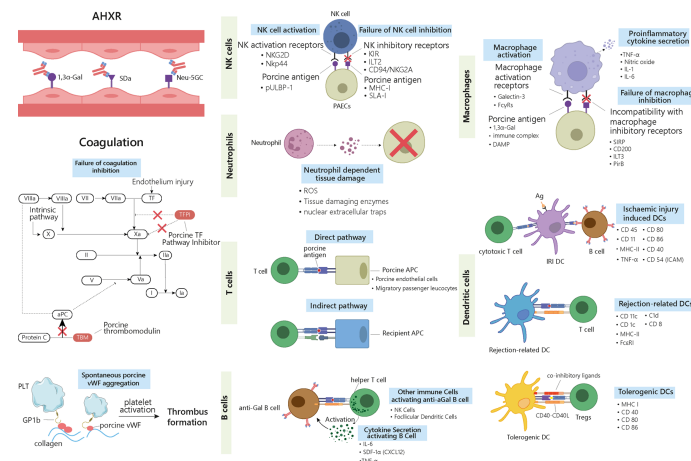 AHXR
1,3α-Gal
SDa
Neu-5GC
Coagulation
Failure of coagulation
inhibition
Endothelium injury
VIIIa
VIIIa
VII
VIIa
TF
Intrinsic
pathway
X
Xa
TFPI
Porcine TF
Pathway Inhibitor
II
IIa
V
Va
I
Ia
aPC
Protein C
TBM
Porcine
thrombomodulin
Spontaneous porcine
vWF aggregation
PLT
GP1b
collagen
porcine vWF
platelet
activation
Thrombus
formation
NK cells
NK cell
NK cell activation
Failure of NK cell inhibition
NK activation receptors
• NKG2D
• Nkp44
Porcine antigen
• pULBP-1
NK inhibitory receptors
• KIR
• ILT2
• CD94/NKG2A
Porcine antigen
• MHC-I
• SLA-I
PAECs
Neutrophils
Neutrophil
Neutrophil dependent
tissue damage
• ROS
• Tissue damaging enzymes
• nuclear extracellular traps
T cells
Direct pathway
porcine
antigen
T cell
Porcine APC
• Porcine endothelial cells
• Migratory passenger leucocytes
Indirect pathway
Recipient APC
B cells
helper T cell
anti-Gal B cell
Activation
Other immune Cells
activating anti-αGal B cell
• NK Cells
• Foclicular Dendritic Cells
Cytokine Secretion
activating B Cell
• IL-6
• SDF-1α (CXCL12)
Macrophages
Macrophage
activation
Macrophage
activation
receptors
• Galectin-3
• FcγRs
Porcine antigen
• 1,3α-Gal
• immune complex
• DAMP
Proinflammatory
cytokine secretion
•TNF-α
• Nitric oxide
• IL-1
• IL-6
Failure of macrophag
inhibition
Incompatibility with
macrophage
inhibitory receptors
• SIRP
• CD200
• ILT3
• PirB
Dendritic cells
Ag
cytotoxic T cell
IRI DC
B cell
Ischaemic injury
induced DCs
• CD 45 • CD 80
• CD 11 • CD 86
• MHC-II • CD 40
• TNF-α • CD 54 (ICAM)
Rejection-related DC
T cell
Rejection-related DCs
• CD 11c • C1d
• CD 1c • CD 8
• MHC-II
• FcεRI
co-inhibitory ligands
CD40 CD40L
Tolerogenic DC
Tregs
Tolerogenic DCs
• MHC I
• CD 40
• CD 80
• CD 86